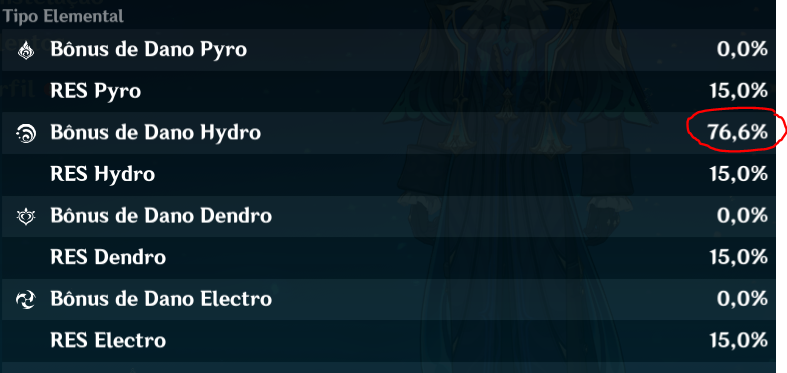 Tipo Elemental
Bônus de Dano Pyro 0,0%
RES Pyro 15,0%
Bônus de Dano Hydro 76,6%
RES Hydro 15,0%
Bônus de Dano Dendro 0,0%
RES Dendro 15,0%
Bônus de Dano Electro 0,0%
RES Electro 15,0%